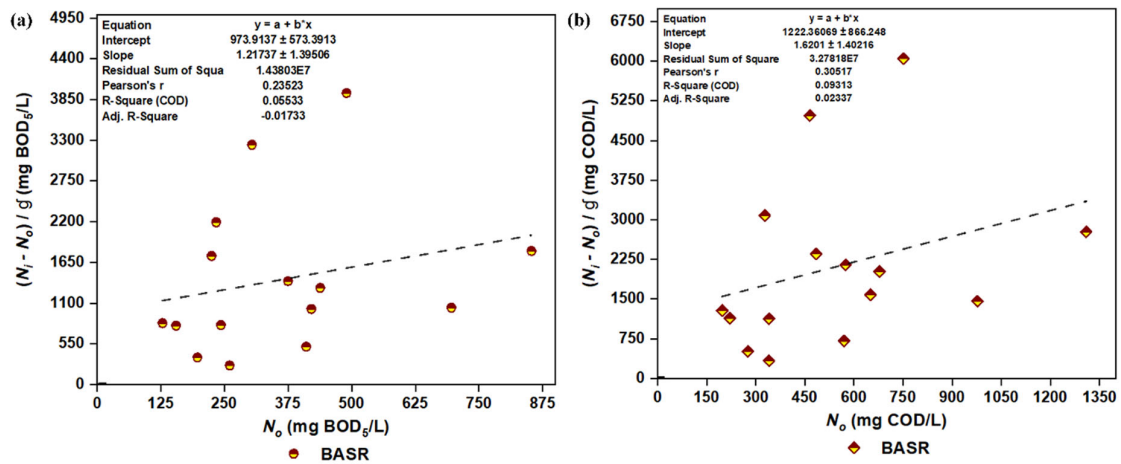 (a)
Equation y = a + b*x
Intercept 973.9137 ± 573.3913
Slope 1.21737 ± 1.39506
Residual Sum of Squa 1.43803E7
Pearson's r 0.23523
R-Square (COD) 0.05533
Adj. R-Square -0.01733
4950
4400
3850
3300
2750
2200
1650
1100
550
0
(Nᵢ - Nₒ) / g (mg BOD₅/L)
0 125 250 375 500 625 750 875
Nₒ (mg BOD₅/L)
BASR
(b)
Equation y = a + b*x
Intercept 1222.36069 ± 866.248
Slope 1.6201 ± 1.40216
Residual Sum of Square 3.27818E7
Pearson's r 0.30517
R-Square (COD) 0.09313
Adj. R-Square 0.02337
6750
6000
5250
4500
3750
3000
2250
1500
750
0
(Nᵢ - Nₒ) / g (mg COD/L)
0 150 300 450 600 750 900 1050 1200 1350
Nₒ (mg COD/L)
BASR